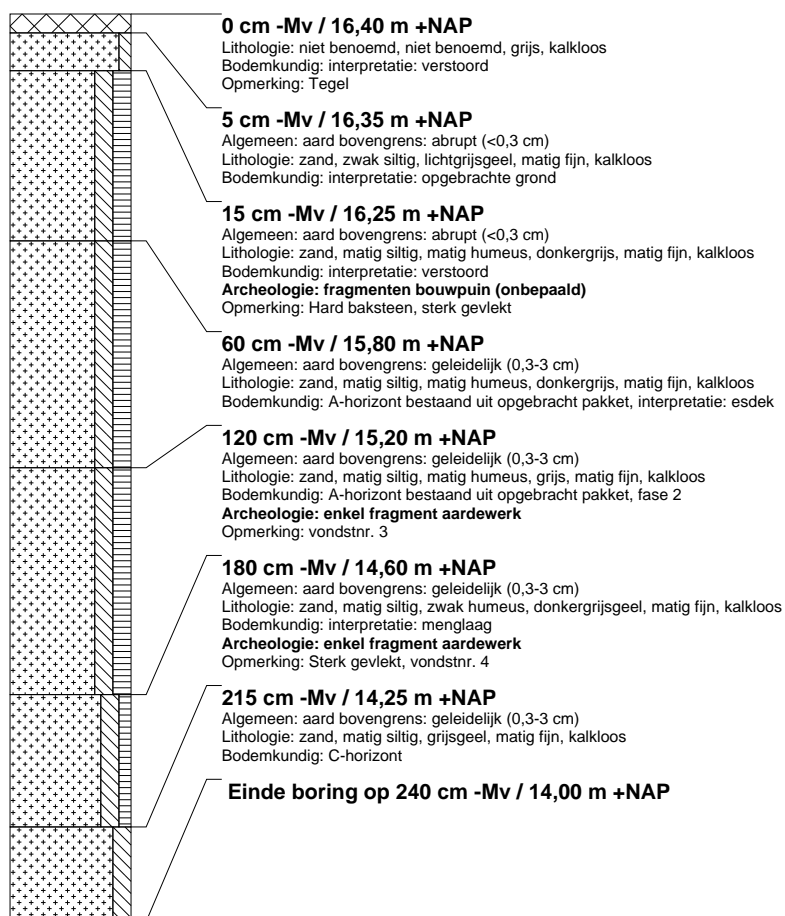 0 cm -Mv / 16,40 m +NAP
Lithologie: niet benoemd, niet benoemd, grijs, kalkloos
Bodemkundig: interpretatie: verstoord
Opmerking: Tegel
5 cm -Mv / 16,35 m +NAP
Algemeen: aard bovengrens: abrupt (<0,3 cm)
Lithologie: zand, zwak siltig, lichtgrijsgeel, matig fijn, kalkloos
Bodemkundig: interpretatie: opgebrachte grond
15 cm -Mv / 16,25 m +NAP
Algemeen: aard bovengrens: abrupt (<0,3 cm)
Lithologie: zand, matig siltig, matig humeus, donkergrijs, matig fijn, kalkloos
Bodemkundig: interpretatie: verstoord
Archeologie: fragmenten bouwpuin (onbepaald)
Opmerking: Hard baksteen, sterk gevlekt
60 cm -Mv / 15,80 m +NAP
Algemeen: aard bovengrens: geleidelijk (0,3-3 cm)
Lithologie: zand, matig siltig, matig humeus, donkergrijs, matig fijn, kalkloos
Bodemkundig: A-horizont bestaand uit opgebracht pakket, interpretatie: esdek
120 cm -Mv / 15,20 m +NAP
Algemeen: aard bovengrens: geleidelijk (0,3-3 cm)
Lithologie: zand, matig siltig, matig humeus, grijs, matig fijn, kalkloos
Bodemkundig: A-horizont bestaand uit opgebracht pakket, fase 2
Archeologie: enkel fragment aardewerk
Opmerking: vondstnr. 3
180 cm -Mv / 14,60 m +NAP
Algemeen: aard bovengrens: geleidelijk (0,3-3 cm)
Lithologie: zand, matig siltig, zwak humeus, donkergrijsgeel, matig fijn, kalkloos
Bodemkundig: interpretatie: menglaag
Archeologie: enkel fragment aardewerk
Opmerking: Sterk gevlekt, vondstnr. 4
215 cm -Mv / 14,25 m +NAP
Algemeen: aard bovengrens: geleidelijk (0,3-3 cm)
Lithologie: zand, matig siltig, grijsgeel, matig fijn, kalkloos
Bodemkundig: C-horizont
Einde boring op 240 cm -Mv / 14,00 m +NAP